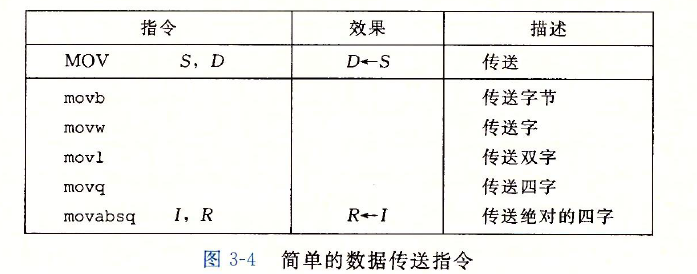 指令 效果 描述
MOV S, D D←S 传送
movb 传送字节
movw 传送字
movl 传送双字
movq 传送四字
movabsq I, R R←I 传送绝对的四字
图 3-4 简单的数据传送指令